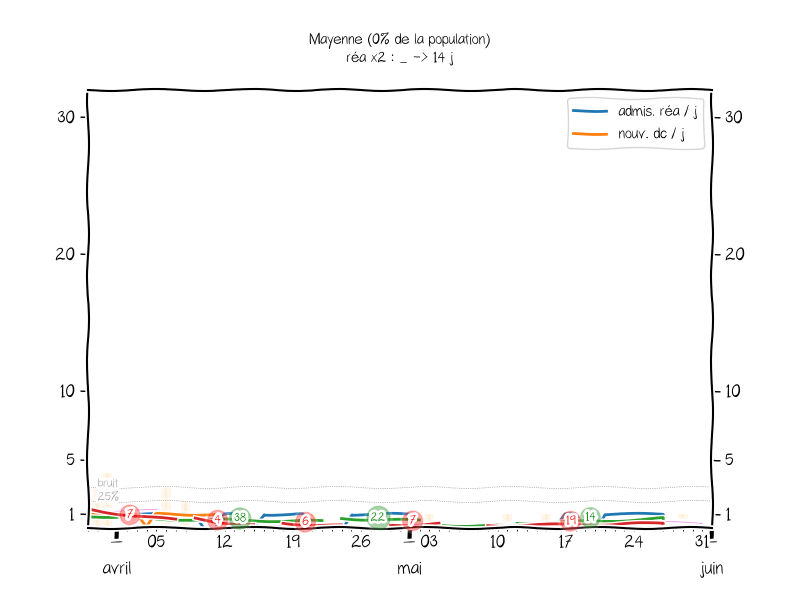 Mayenne (0% de la population)
réa x2 : _ -> 14 j
admis. réa / j
nouv. dc / j
30 30
20 20
10 10
5 5
bruit
25%
1 1
7 4 38 6 22 7 19 14
05 12 19 26 03 10 17 24 31
avril mai juin